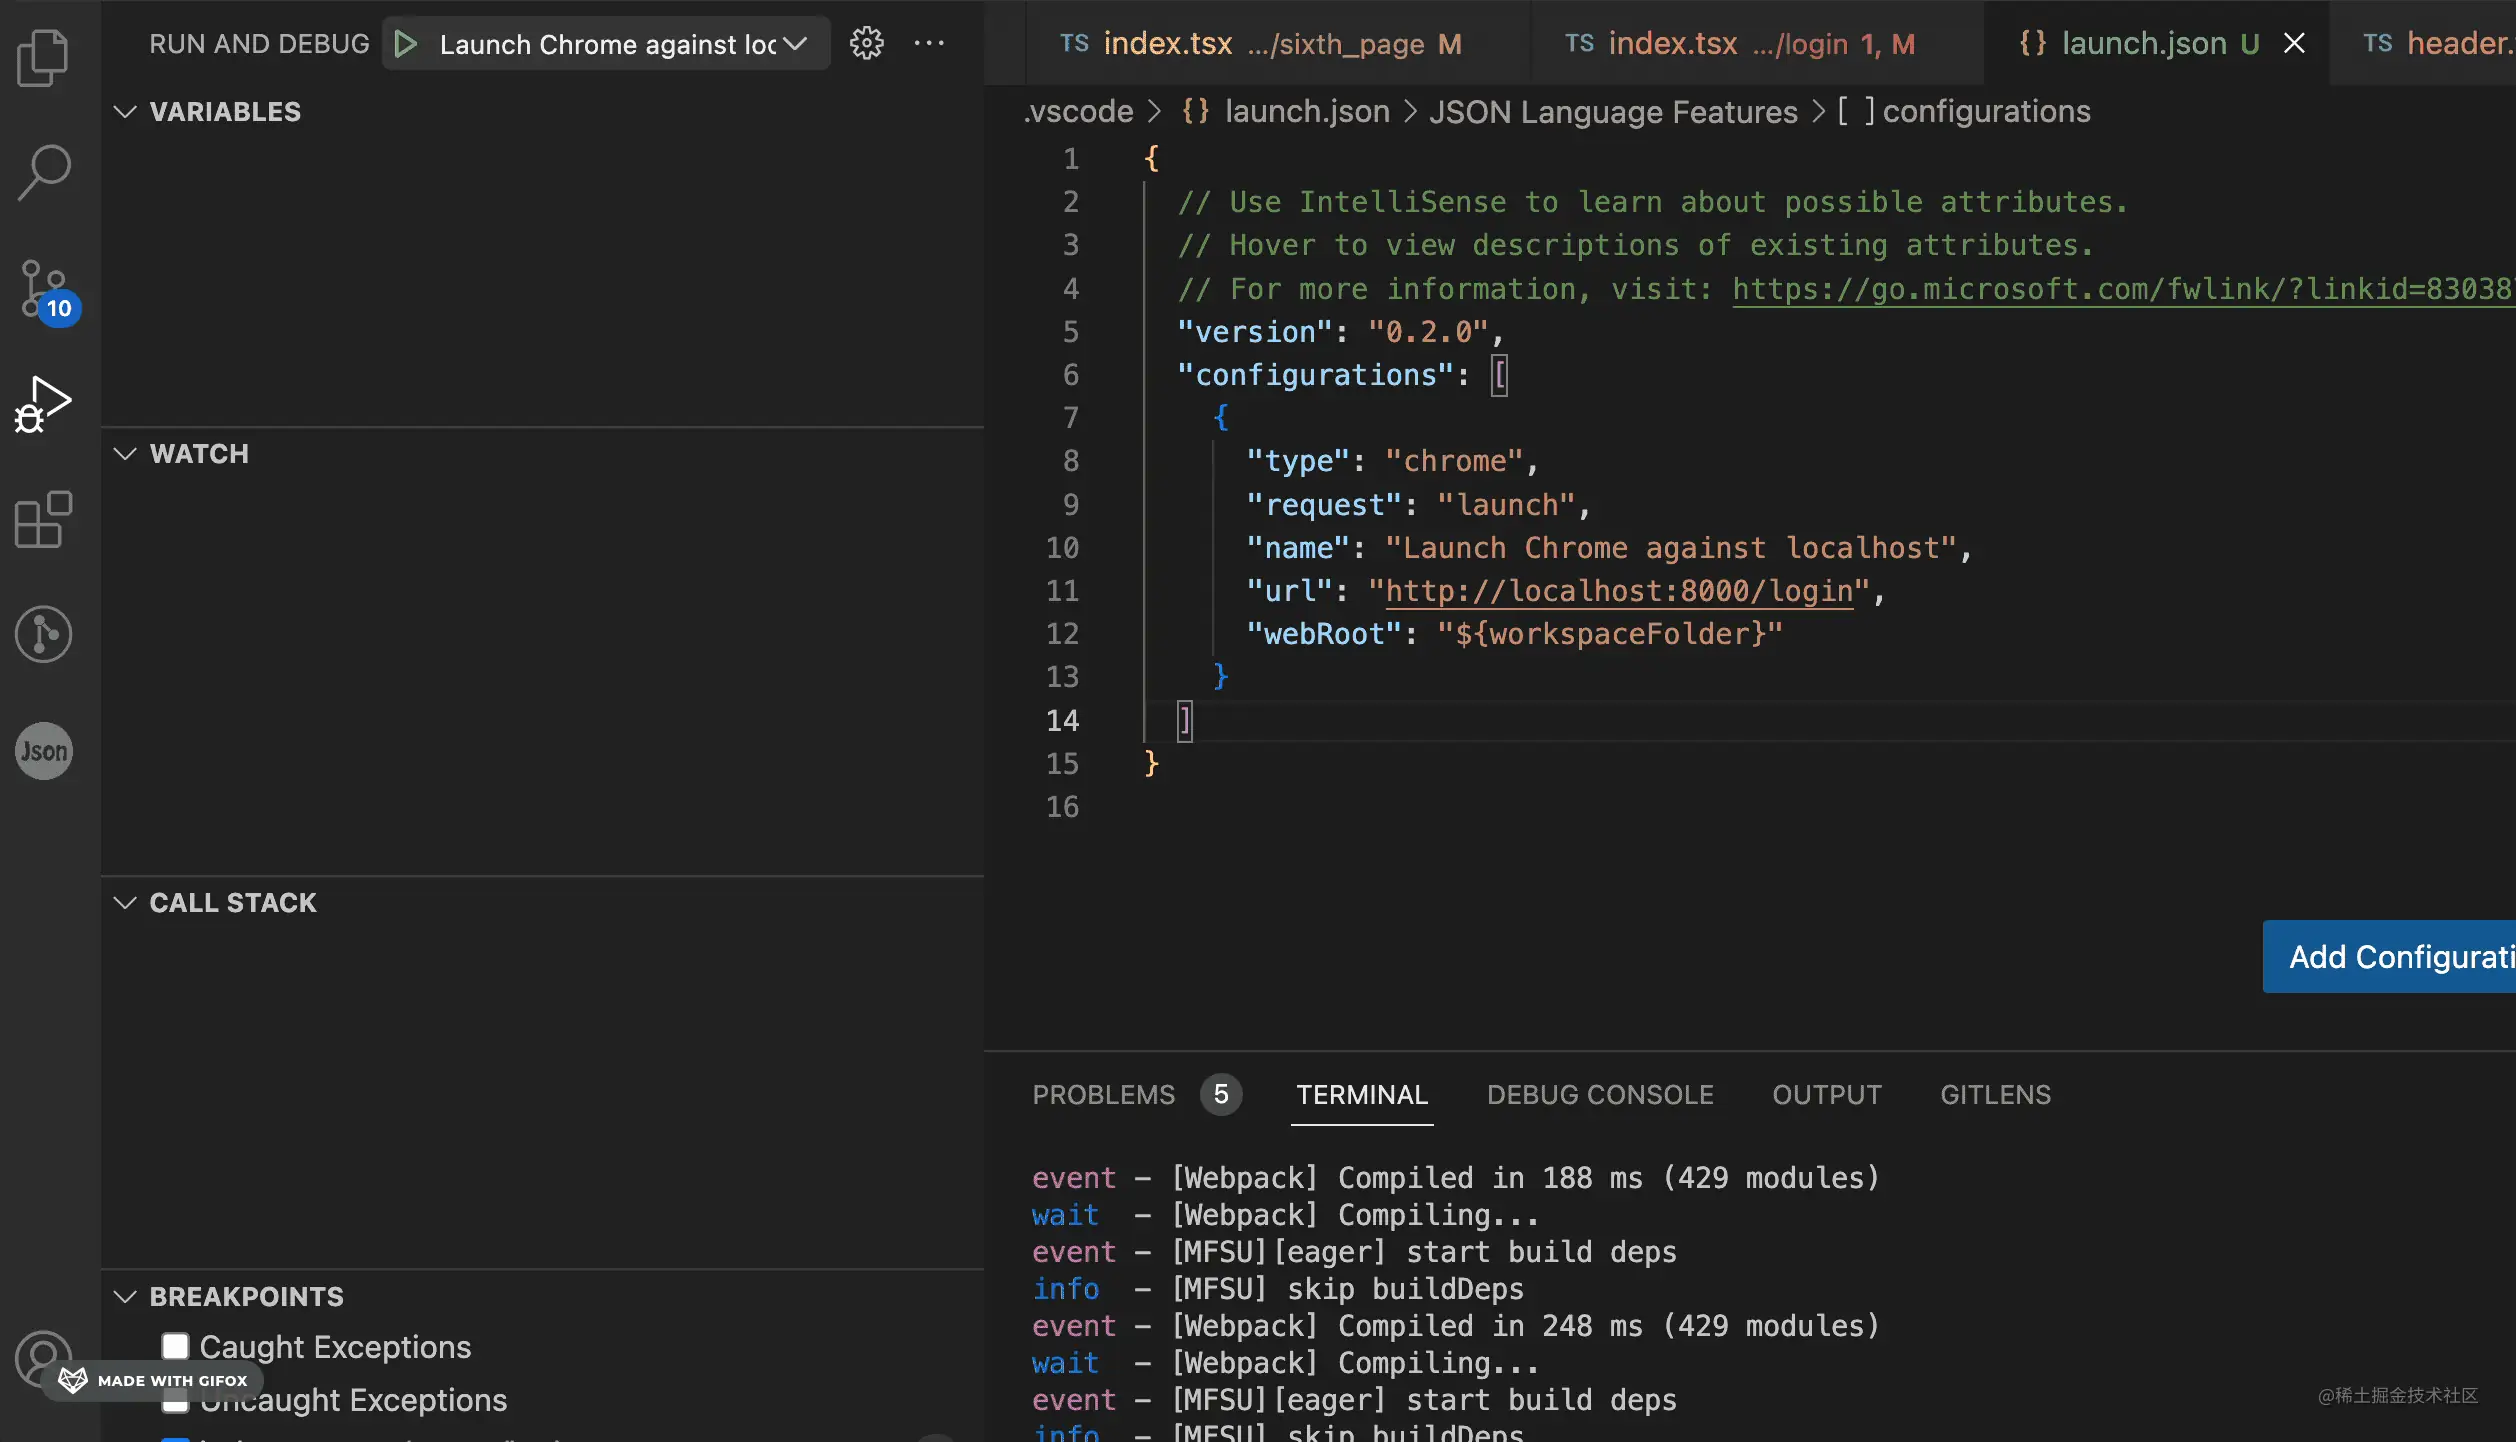 RUN AND DEBUG
Launch Chrome against loc
VARIABLES
WATCH
CALL STACK
BREAKPOINTS
Caught Exceptions
Uncaught Exceptions
10
Json
MADE WITH GIFOX
TS index.tsx .../sixth_page M
TS index.tsx .../login 1, M
{} launch.json U
TS header.
.vscode > {} launch.json > JSON Language Features > [ ] configurations
1 {
2 // Use IntelliSense to learn about possible attributes.
3 // Hover to view descriptions of existing attributes.
4 // For more information, visit: https://go.microsoft.com/fwlink/?linkid=83038
5 "version": "0.2.0",
6 "configurations": [
7 {
8 "type": "chrome",
9 "request": "launch",
10 "name": "Launch Chrome against localhost",
11 "url": "http://localhost:8000/login",
12 "webRoot": "${workspaceFolder}"
13 }
14 ]
15 }
16
Add Configurati
PROBLEMS 5 TERMINAL DEBUG CONSOLE OUTPUT GITLENS
event - [Webpack] Compiled in 188 ms (429 modules)
wait - [Webpack] Compiling...
event - [MFSU][eager] start build deps
info - [MFSU] skip buildDeps
event - [Webpack] Compiled in 248 ms (429 modules)
wait - [Webpack] Compiling...
event - [MFSU][eager] start build deps
info - [MFSU] skip buildDeps
@稀土掘金技术社区